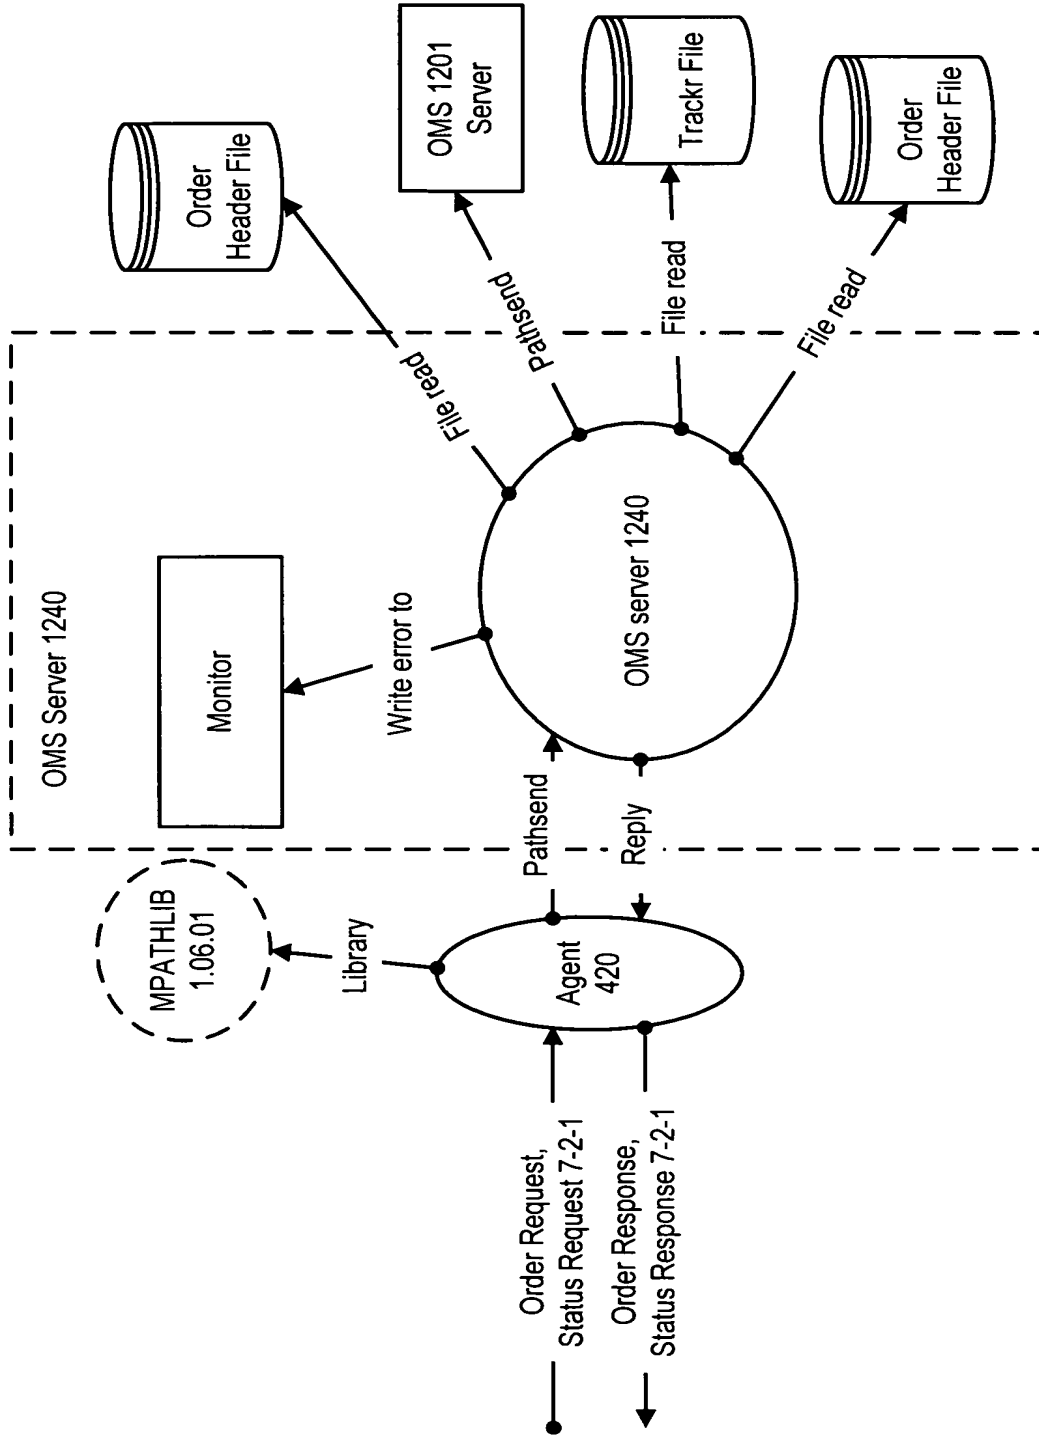 OMS Server 1240
Monitor
MPATHLIB
1.06.01
Library
Write error to
Order
Header File
File read
OMS 1201
Server
Pathsend
Trackr File
File read
Order
Header File
File read
OMS server 1240
Pathsend
Reply
Agent
420
Order Request,
Status Request 7-2-1
Order Response,
Status Response 7-2-1